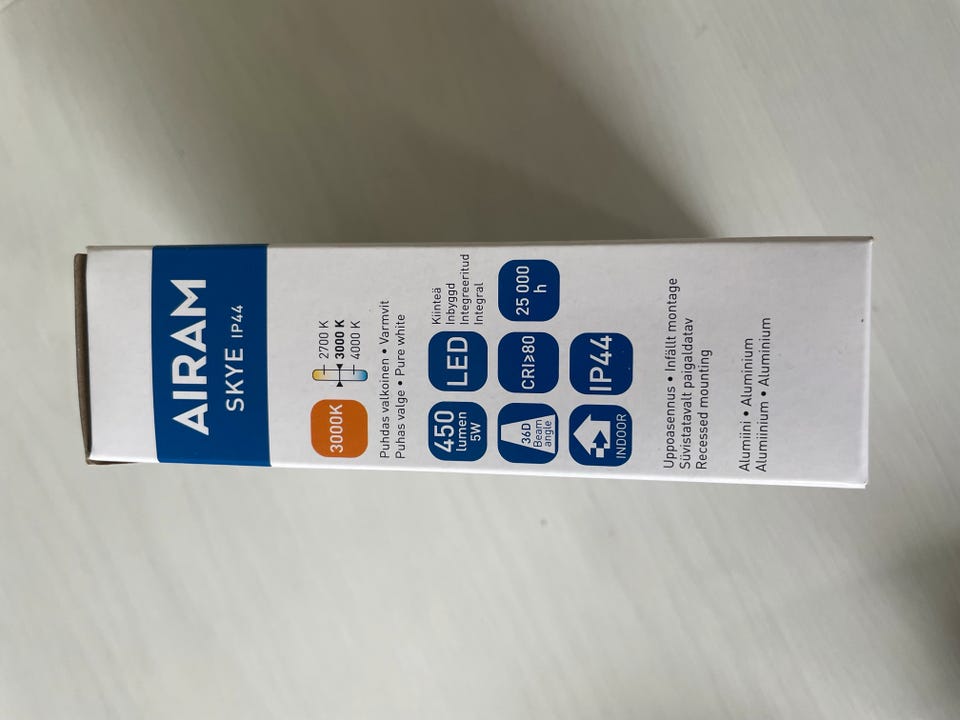 AIRAM
SKYE IP44
3000K
2700 K
3000 K
4000 K
Puhdas valkoinen • Varmvit
Puhas valge • Pure white
450
lumen
5W
LED
Kiinteä
Inbyggd
Integreeritud
Integral
36D
Beam
angle
CRI≥80
25 000
h
INDOOR
IP44
Uppoasennus • Infällt montage
Süvistatavalt paigaldatav
Recessed mounting
Alumiini • Aluminium
Alumiinium • Aluminium